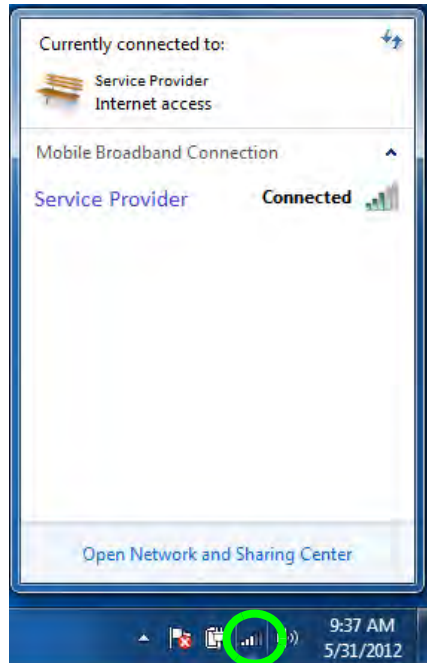 Currently connected to:
Service Provider
Internet access
Mobile Broadband Connection
Service Provider Connected
Open Network and Sharing Center
9:37 AM
5/31/2012